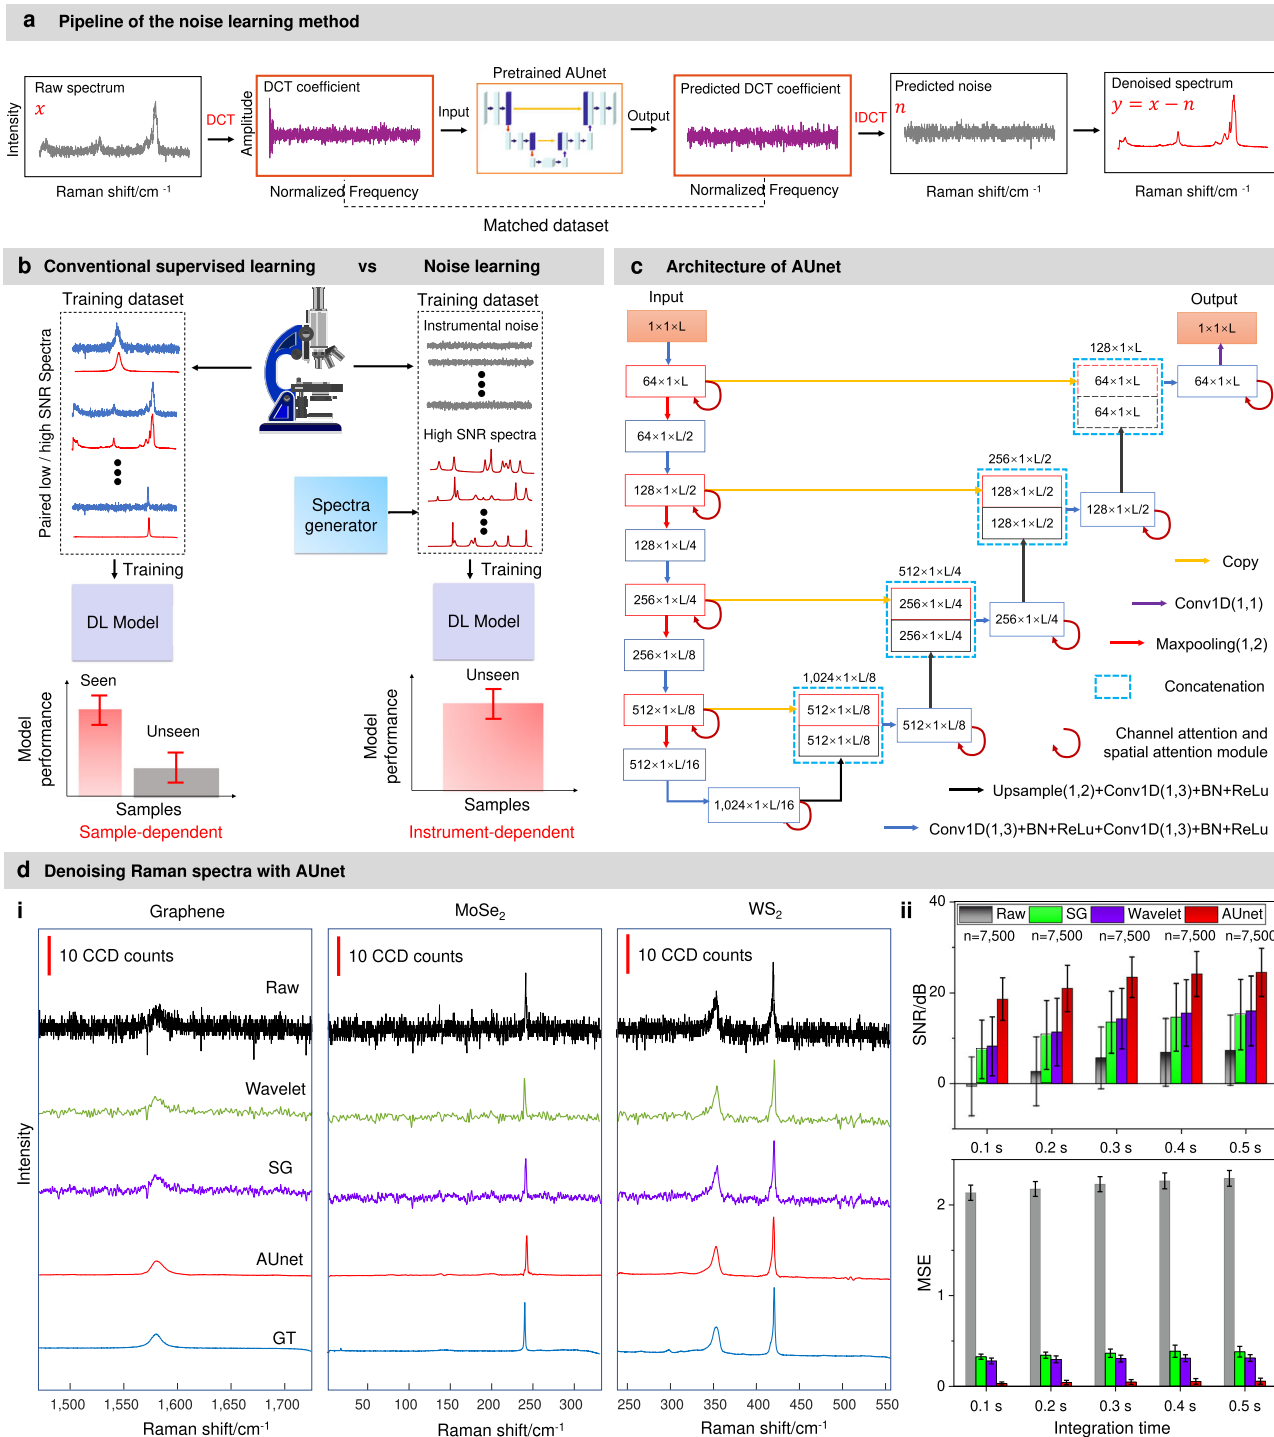 a Pipeline of the noise learning method
Raw spectrum
x
Intensity
Raman shift/cm -1
DCT
DCT coefficient
Amplitude
Normalized Frequency
Input
Pretrained AUnet
Output
Predicted DCT coefficient
Normalized Frequency
IDCT
Predicted noise
n
Raman shift/cm -1
Denoised spectrum
y = x − n
Raman shift/cm -1
Matched dataset
b Conventional supervised learning vs Noise learning
Training dataset
Paired low / high SNR Spectra
Training
DL Model
Seen
Unseen
Model performance
Samples
Sample-dependent
Training dataset
Instrumental noise
High SNR spectra
Spectra
generator
Training
DL Model
Unseen
Model performance
Samples
Instrument-dependent
c Architecture of AUnet
Input
1×1×L
64×1×L
64×1×L/2
128×1×L/2
128×1×L/4
256×1×L/4
256×1×L/8
512×1×L/8
512×1×L/16
1,024×1×L/16
1,024×1×L/8
512×1×L/8
512×1×L/8
512×1×L/8
512×1×L/4
256×1×L/4
256×1×L/4
256×1×L/4
256×1×L/2
128×1×L/2
128×1×L/2
128×1×L/2
128×1×L
64×1×L
64×1×L
64×1×L
Output
1×1×L
Copy
Conv1D(1,1)
Maxpooling(1,2)
Concatenation
Channel attention and
spatial attention module
Upsample(1,2)+Conv1D(1,3)+BN+ReLu
Conv1D(1,3)+BN+ReLu+Conv1D(1,3)+BN+ReLu
d Denoising Raman spectra with AUnet
i
Graphene
MoSe2
WS2
10 CCD counts
10 CCD counts
10 CCD counts
Raw
Wavelet
SG
AUnet
GT
Intensity
1,500 1,550 1,600 1,650 1,700
50 100 150 200 250 300
250 300 350 400 450 500 550
Raman shift/cm-1
Raman shift/cm-1
Raman shift/cm-1
ii
Raw SG Wavelet AUnet
n=7,500 n=7,500 n=7,500 n=7,500 n=7,500
40
20
0
SNR/dB
0.1 s 0.2 s 0.3 s 0.4 s 0.5 s
2
1
0
MSE
0.1 s 0.2 s 0.3 s 0.4 s 0.5 s
Integration time